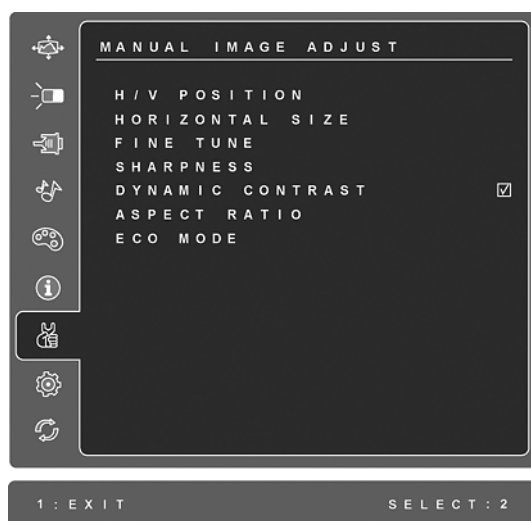 MANUAL IMAGE ADJUST
H/V POSITION
HORIZONTAL SIZE
FINE TUNE
SHARPNESS
DYNAMIC CONTRAST
ASPECT RATIO
ECO MODE
1:EXIT SELECT:2